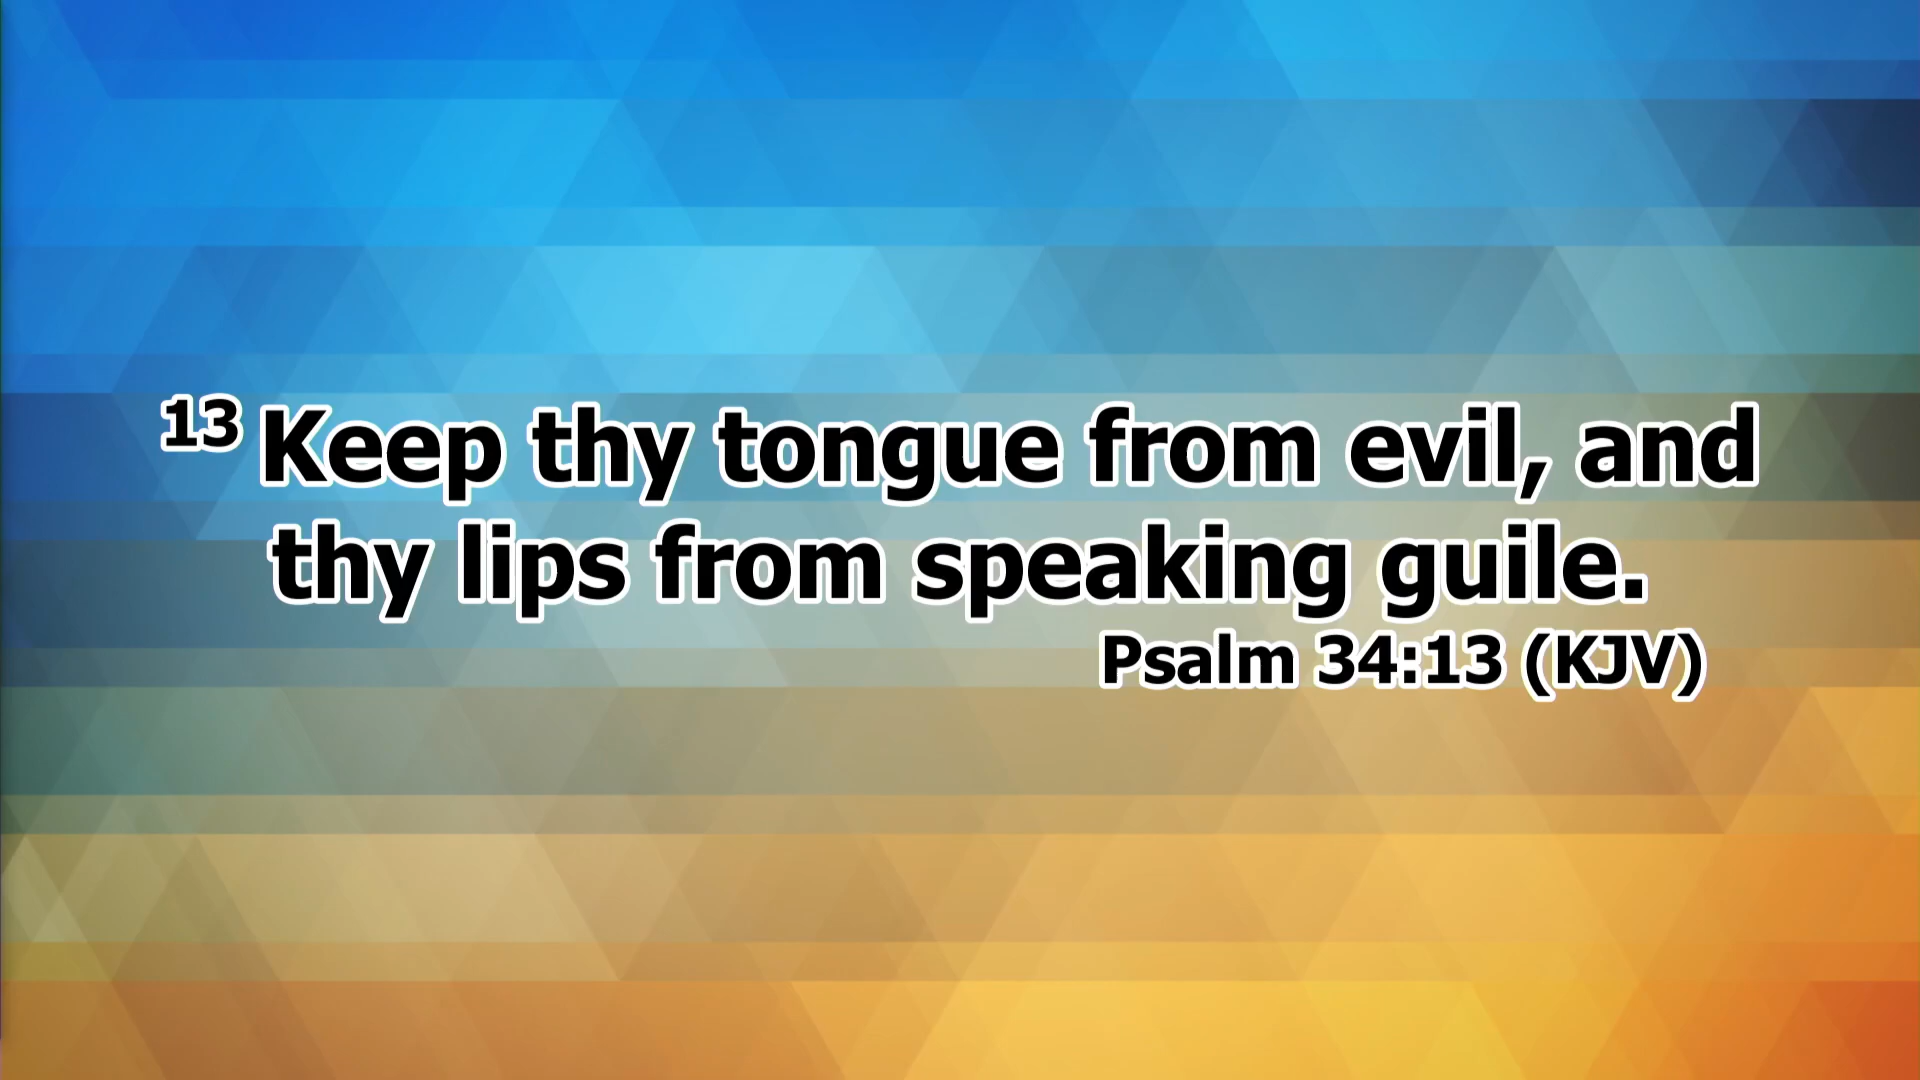 13 Keep thy tongue from evil, and
thy lips from speaking guile.
Psalm 34:13 (KJV)